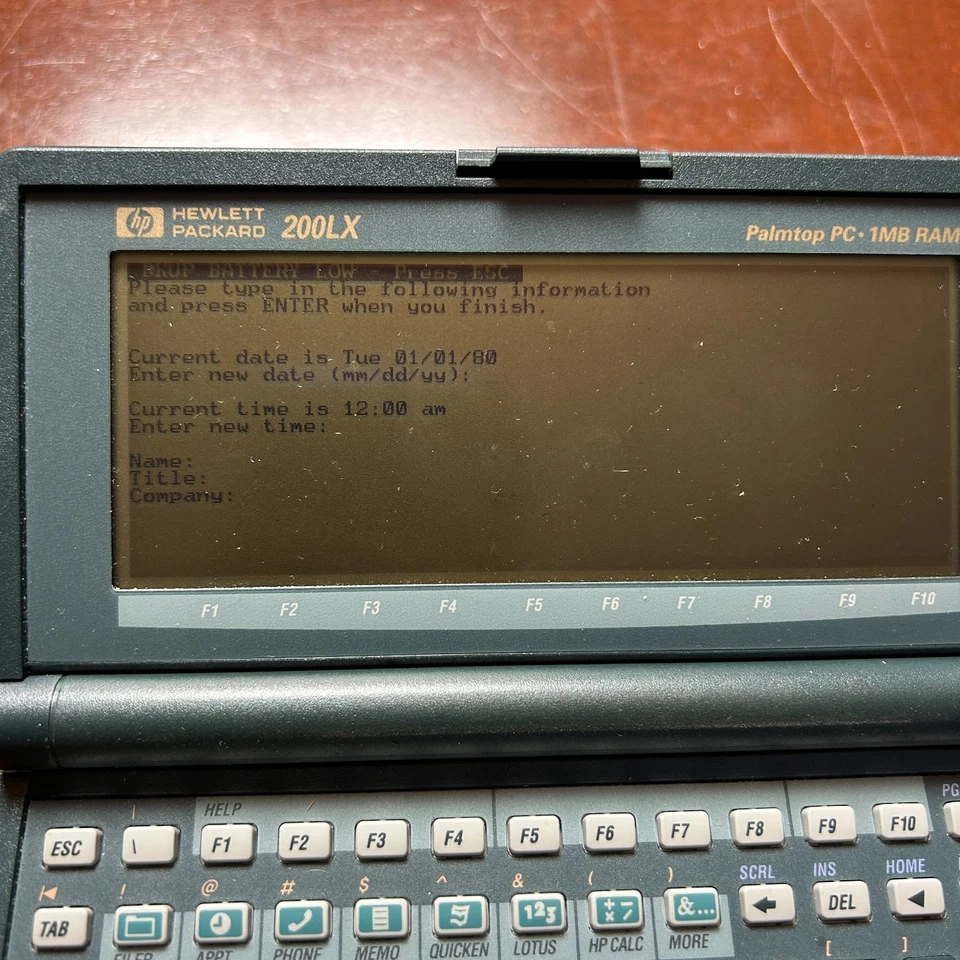 hp HEWLETT PACKARD 200LX
Palmtop PC • 1MB RAM
BKUP BATTERY LOW - Press ESC
Please type in the following information
and press ENTER when you finish.
Current date is Tue 01/01/80
Enter new date (mm/dd/yy):
Current time is 12:00 am
Enter new time:
Name:
Title:
Company:
F1 F2 F3 F4 F5 F6 F7 F8 F9 F10
| HELP /
ESC \ F1 F2 F3 F4 F5 F6 F7 F8 F9 F10
! @ # $ ^ & ( ) SCRL INS HOME
TAB 123 &... DEL
FILER APPT PHONE MEMO QUICKEN LOTUS HP CALC MORE [ ]